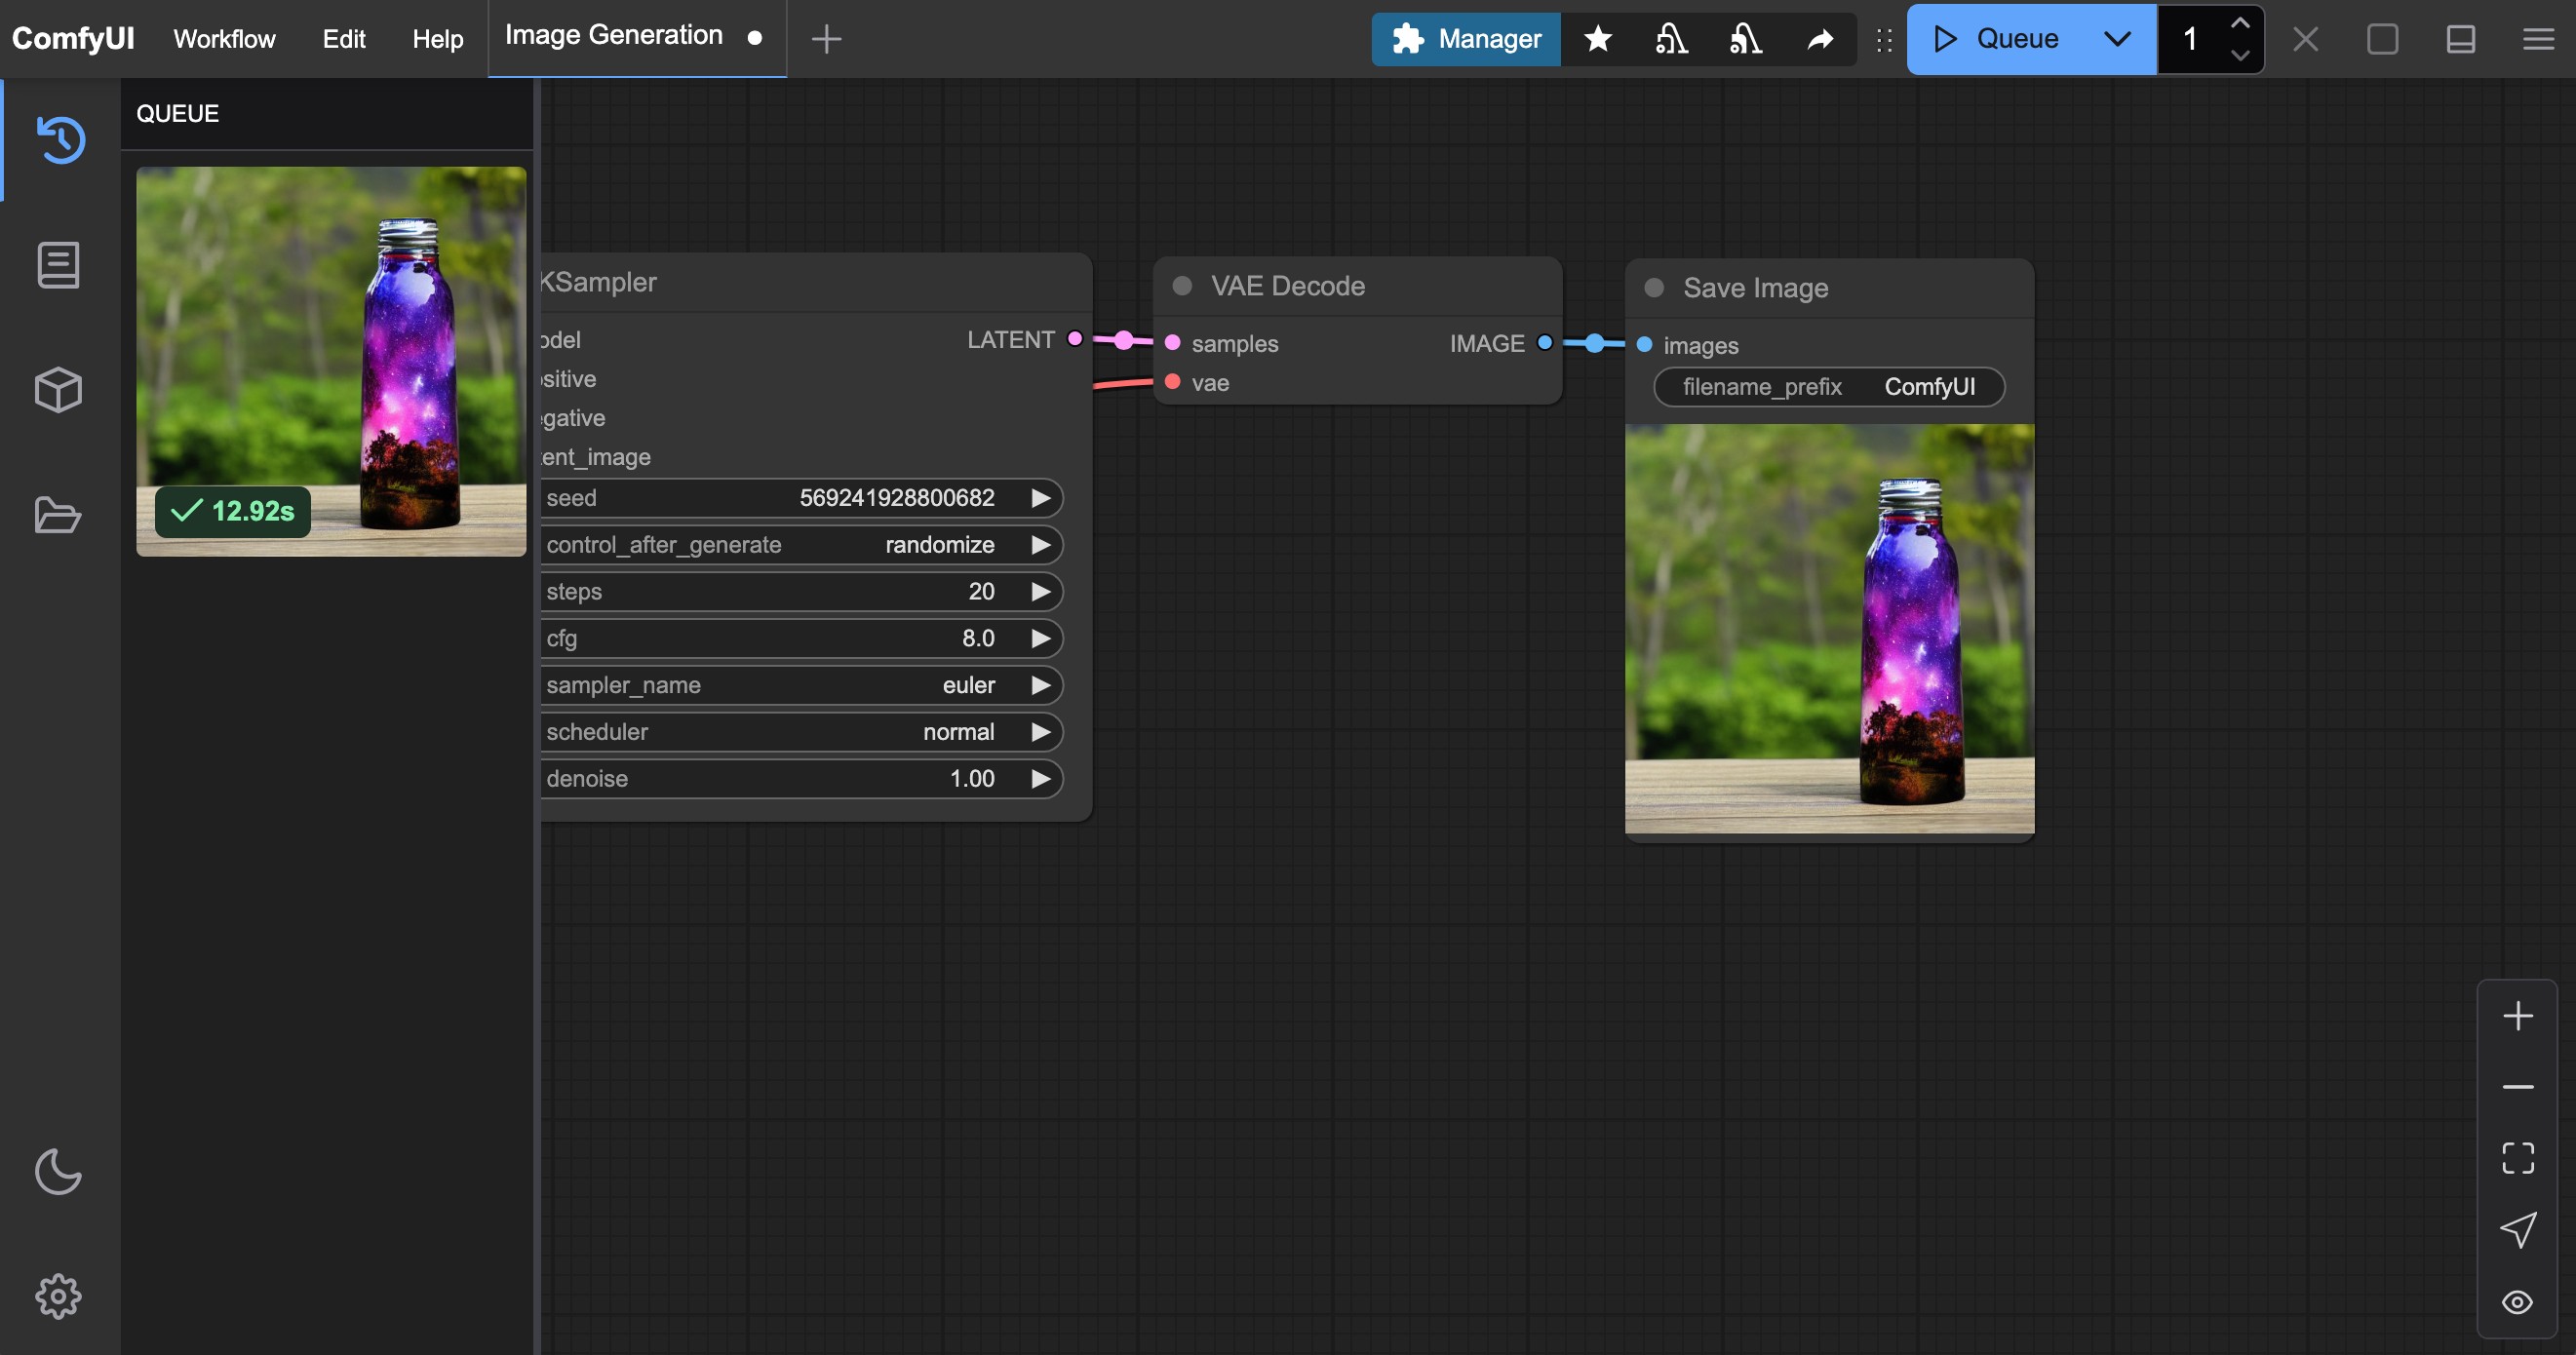 ComfyUI Workflow Edit Help Image Generation Manager Queue 1
QUEUE
12.92s
KSampler
odel LATENT
sitive
egative
tent_image
seed 569241928800682
control_after_generate randomize
steps 20
cfg 8.0
sampler_name euler
scheduler normal
denoise 1.00
VAE Decode
samples IMAGE
vae
Save Image
images
filename_prefix ComfyUI